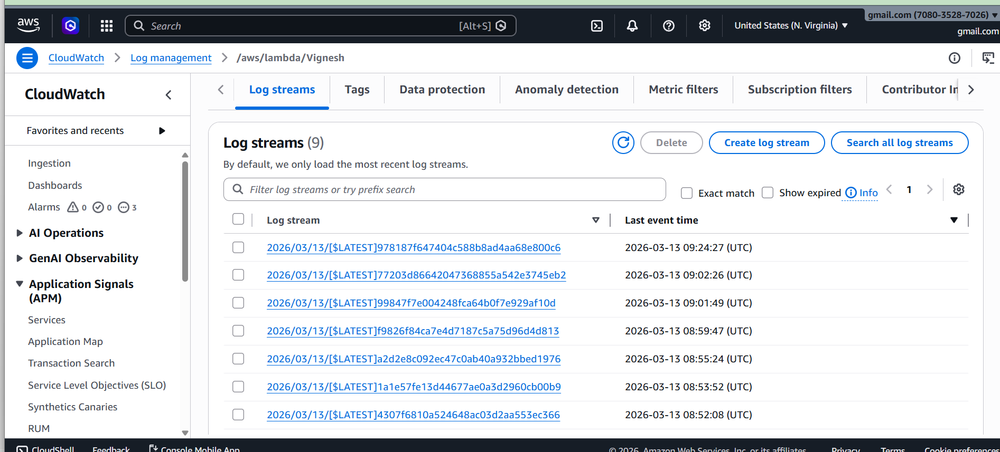 gmail.com (7080-3528-7026)
aws
Search [Alt+S]
United States (N. Virginia)
gmail.com
CloudWatch > Log management > /aws/lambda/Vignesh
CloudWatch
Favorites and recents
Ingestion
Dashboards
Alarms 0 0 3
AI Operations
GenAI Observability
Application Signals
(APM)
Services
Application Map
Transaction Search
Service Level Objectives (SLO)
Synthetics Canaries
RUM
Log streams
Tags
Data protection
Anomaly detection
Metric filters
Subscription filters
Contributor In
Log streams (9)
Delete
Create log stream
Search all log streams
By default, we only load the most recent log streams.
Filter log streams or try prefix search
Exact match
Show expired
Info
1
Log stream Last event time
2026/03/13/[$LATEST]978187f647404c588b8ad4aa68e800c6 2026-03-13 09:24:27 (UTC)
2026/03/13/[$LATEST]77203d86642047368855a542e3745eb2 2026-03-13 09:02:26 (UTC)
2026/03/13/[$LATEST]99847f7e004248fca64b0f7e929af10d 2026-03-13 09:01:49 (UTC)
2026/03/13/[$LATEST]f9826f84ca7e4d7187c5a75d96d4d813 2026-03-13 08:59:47 (UTC)
2026/03/13/[$LATEST]a2d2e8c092ec47c0ab40a932bbed1976 2026-03-13 08:55:24 (UTC)
2026/03/13/[$LATEST]1a1e57fe13d44677ae0a3d2960cb00b9 2026-03-13 08:53:52 (UTC)
2026/03/13/[$LATEST]4307f6810a524648ac03d2aa553ec366 2026-03-13 08:52:08 (UTC)
CloudShell Feedback Console Mobile App © 2026, Amazon Web Services, Inc. or its affiliates. Privacy Terms Cookie preferences